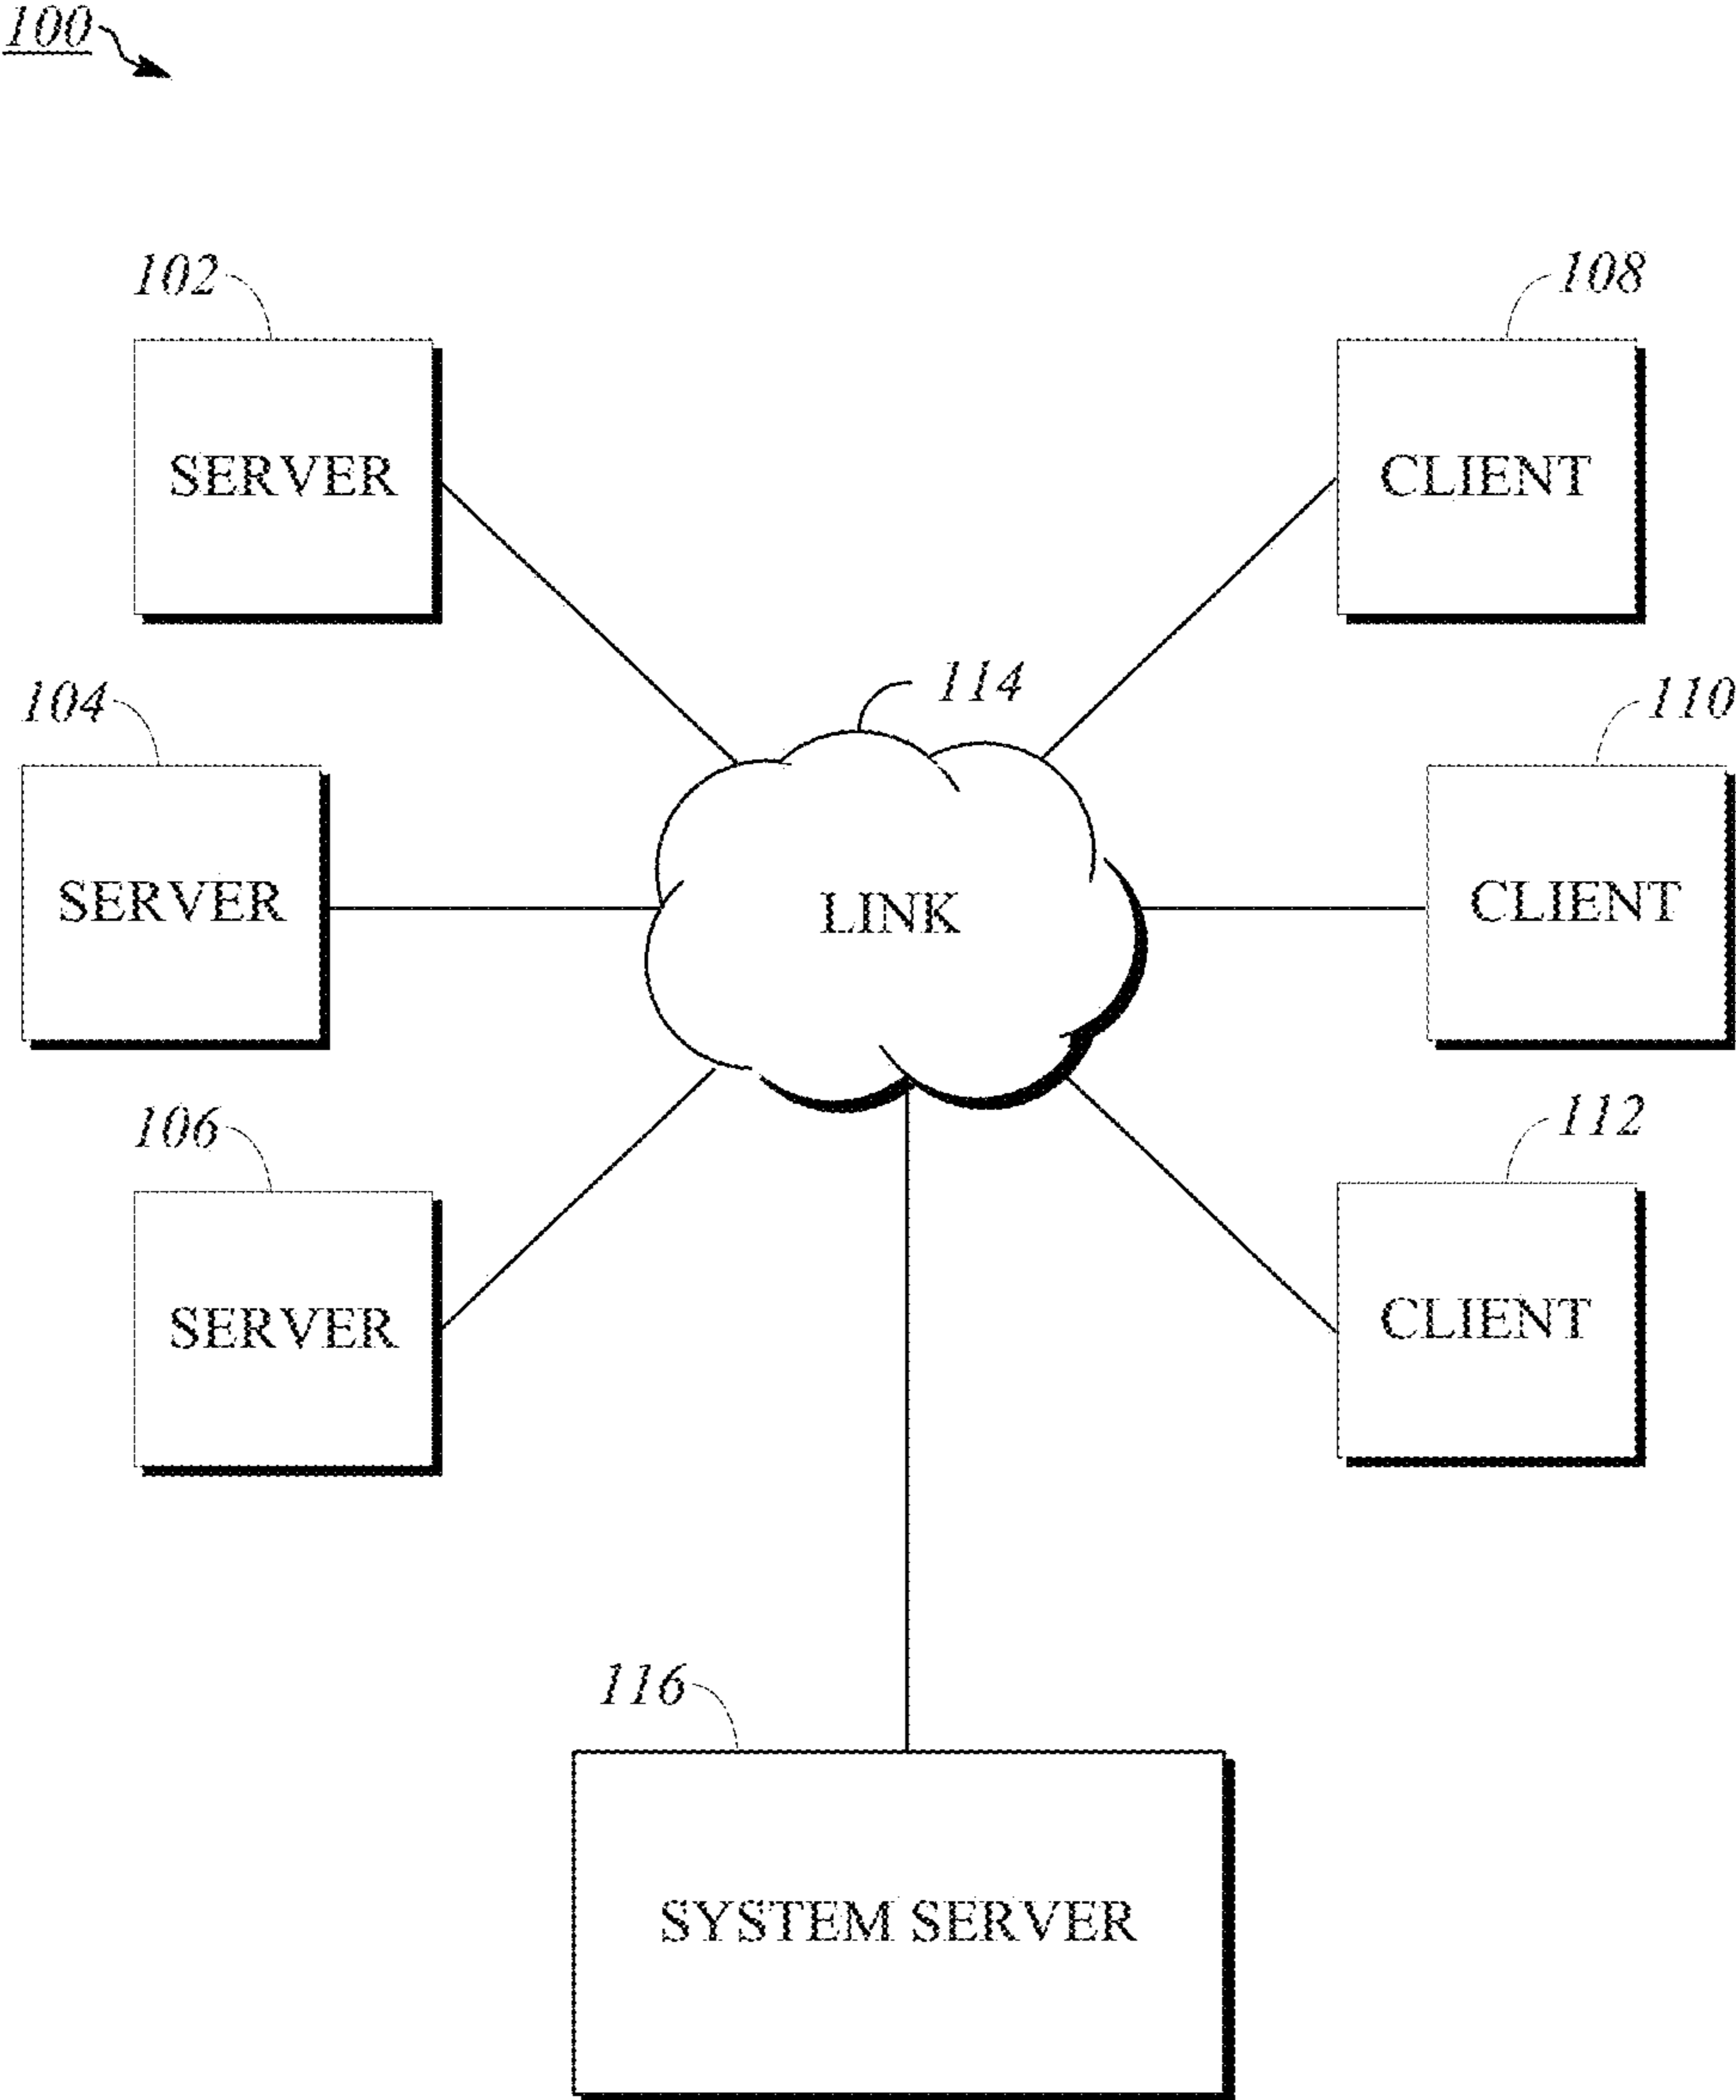 100
102
108
SERVER
CLIENT
114
104
110
SERVER
LINK
CLIENT
106
112
SERVER
CLIENT
116
SYSTEM SERVER